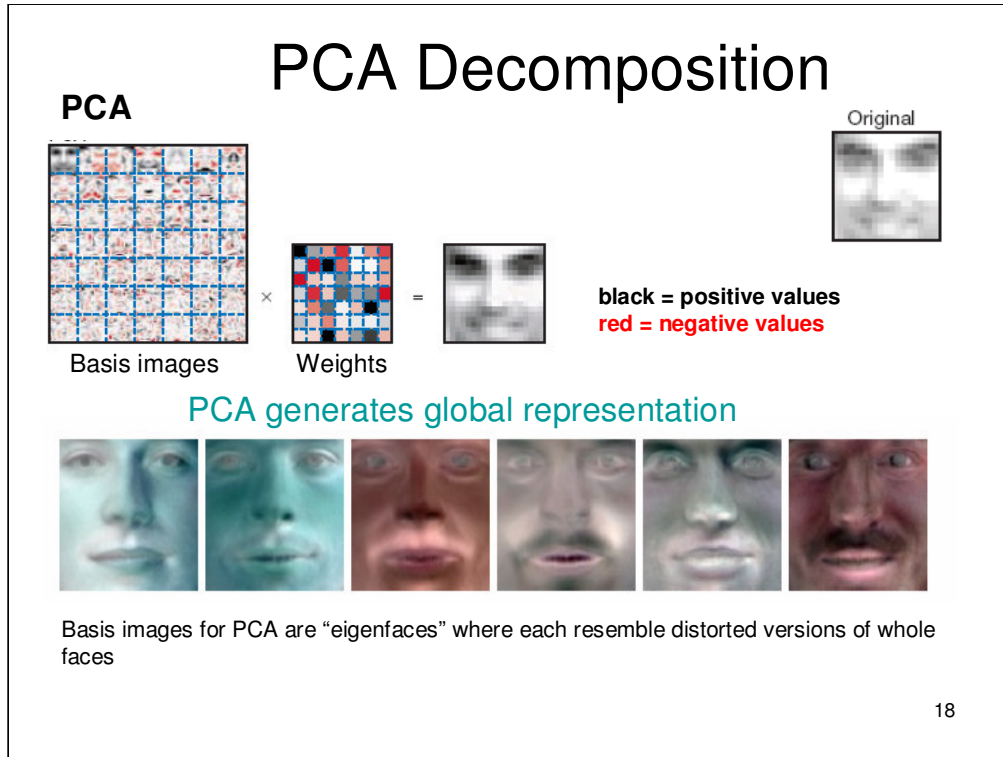 PCA Decomposition
PCA
Original
×
=
black = positive values
red = negative values
Basis images
Weights
PCA generates global representation
Basis images for PCA are “eigenfaces” where each resemble distorted versions of whole
faces
18